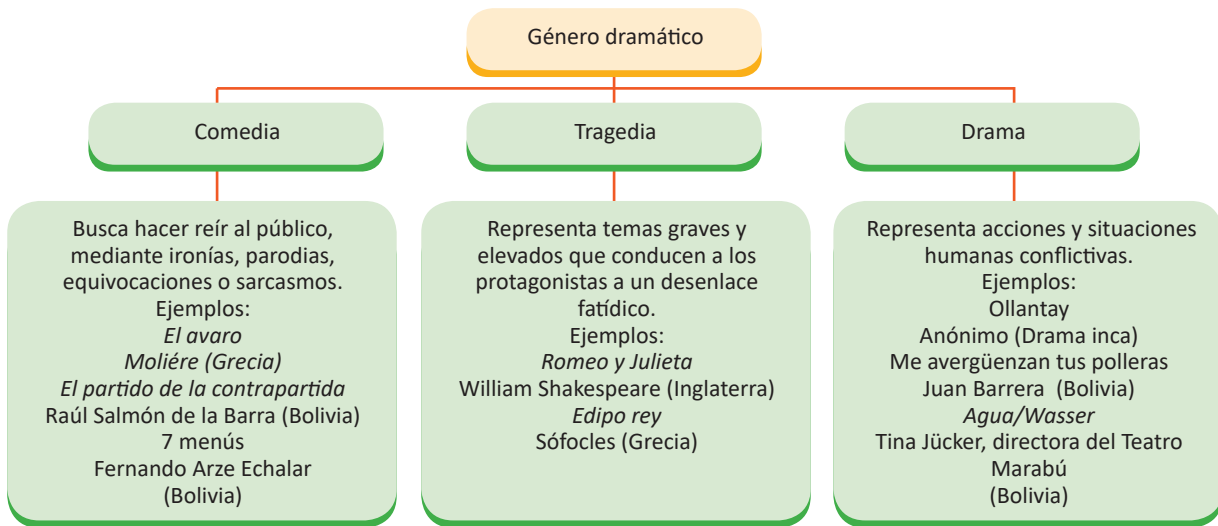 Género dramático
Comedia
Busca hacer reír al público,
mediante ironías, parodias,
equivocaciones o sarcasmos.
Ejemplos:
El avaro
Moliére (Grecia)
El partido de la contrapartida
Raúl Salmón de la Barra (Bolivia)
7 menús
Fernando Arze Echalar
(Bolivia)
Tragedia
Representa temas graves y
elevados que conducen a los
protagonistas a un desenlace
fatídico.
Ejemplos:
Romeo y Julieta
William Shakespeare (Inglaterra)
Edipo rey
Sófocles (Grecia)
Drama
Representa acciones y situaciones
humanas conflictivas.
Ejemplos:
Ollantay
Anónimo (Drama inca)
Me avergüenzan tus polleras
Juan Barrera (Bolivia)
Agua/Wasser
Tina Jücker, directora del Teatro
Marabú
(Bolivia)